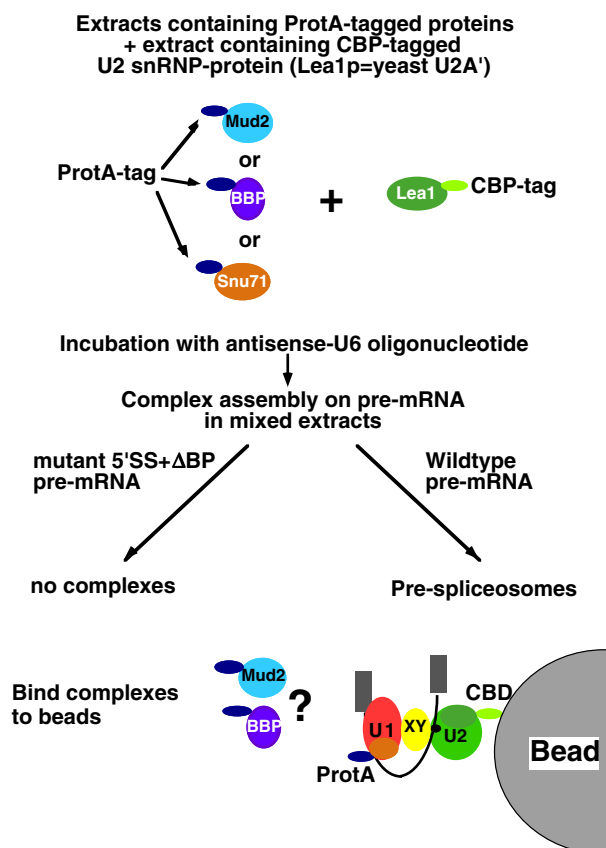 Extracts containing ProtA-tagged proteins
+ extract containing CBP-tagged
U2 snRNP-protein (Lea1p=yeast U2A')
Mud2
or
ProtA-tag
BBP
+
Lea1
CBP-tag
or
Snu71
Incubation with antisense-U6 oligonucleotide
Complex assembly on pre-mRNA
in mixed extracts
mutant 5'SS+ΔBP
pre-mRNA
Wildtype
pre-mRNA
no complexes
Pre-spliceosomes
Bind complexes
to beads
Mud2
BBP
?
U1
XY
U2
CBD
ProtA
Bead